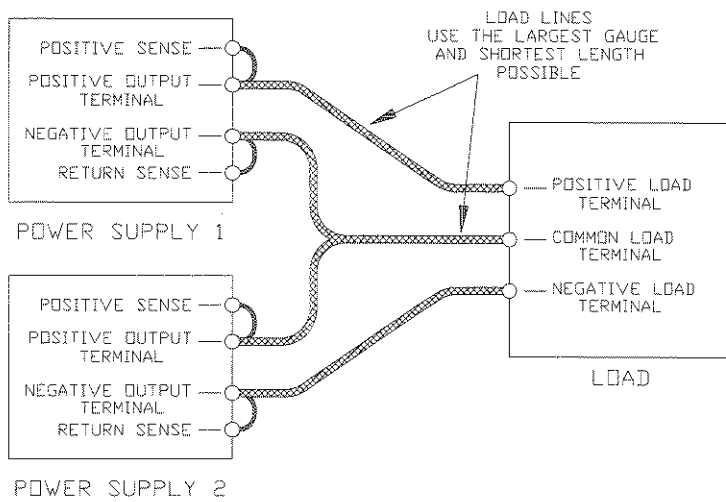 POSITIVE SENSE
POSITIVE OUTPUT
TERMINAL
NEGATIVE OUTPUT
TERMINAL
RETURN SENSE
POWER SUPPLY 1
LOAD LINES
USE THE LARGEST GAUGE
AND SHORTEST LENGTH
POSSIBLE
POSITIVE LOAD
TERMINAL
COMMON LOAD
TERMINAL
NEGATIVE LOAD
TERMINAL
LOAD
POSITIVE SENSE
POSITIVE OUTPUT
TERMINAL
NEGATIVE OUTPUT
TERMINAL
RETURN SENSE
POWER SUPPLY 2